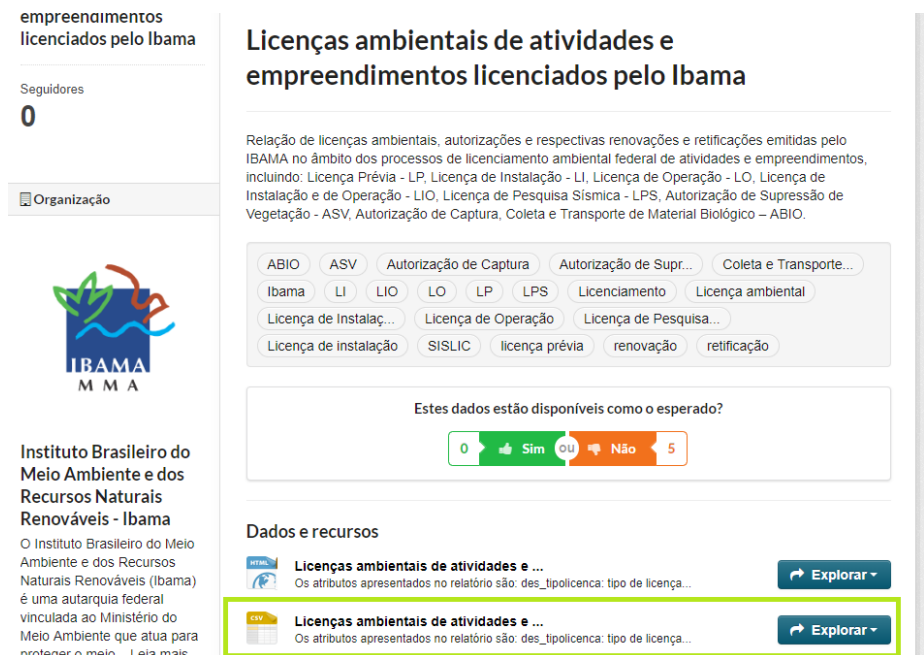 empreendimentos
licenciados pelo Ibama
Seguidores
0
Organização
IBAMA
M M A
Instituto Brasileiro do
Meio Ambiente e dos
Recursos Naturais
Renováveis - Ibama
O Instituto Brasileiro do Meio
Ambiente e dos Recursos
Naturais Renováveis (Ibama)
é uma autarquia federal
vinculada ao Ministério do
Meio Ambiente que atua para
proteger o meio... Leia mais
Licenças ambientais de atividades e
empreendimentos licenciados pelo Ibama
Relação de licenças ambientais, autorizações e respectivas renovações e retificações emitidas pelo
IBAMA no âmbito dos processos de licenciamento ambiental federal de atividades e empreendimentos,
incluindo: Licença Prévia - LP, Licença de Instalação - LI, Licença de Operação - LO, Licença de
Instalação e de Operação - LIO, Licença de Pesquisa Sísmica - LPS, Autorização de Supressão de
Vegetação - ASV, Autorização de Captura, Coleta e Transporte de Material Biológico – ABIO.
ABIO ASV Autorização de Captura Autorização de Supr... Coleta e Transporte...
Ibama LI LIO LO LP LPS Licenciamento Licença ambiental
Licença de Instalaç... Licença de Operação Licença de Pesquisa...
Licença de instalação SISLIC licença prévia renovação retificação
Estes dados estão disponíveis como o esperado?
0 Sim ou Não 5
Dados e recursos
HTML
Licenças ambientais de atividades e ...
Os atributos apresentados no relatório são: des_tipolicenca: tipo de licença...
Explorar
CSV
Licenças ambientais de atividades e ...
Os atributos apresentados no relatório são: des_tipolicenca: tipo de licença...
Explorar